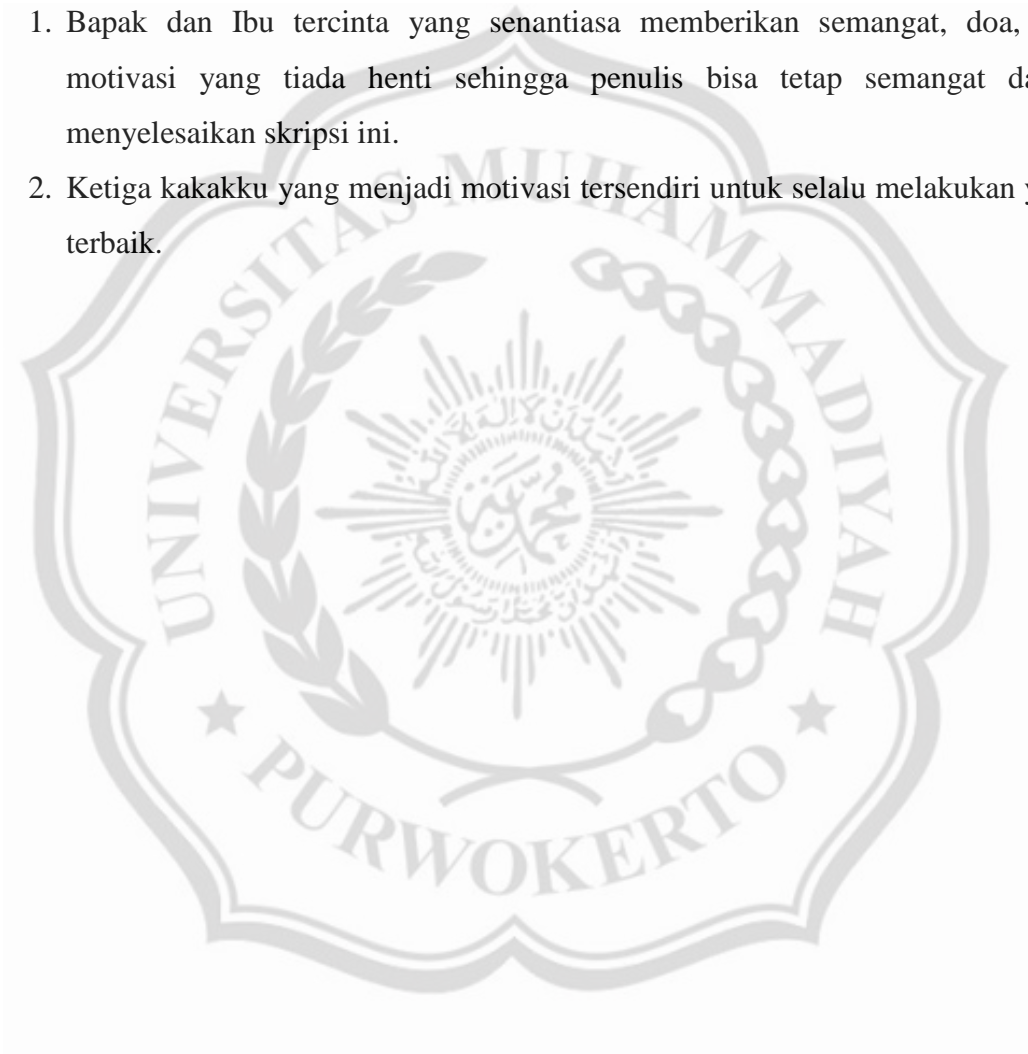 1. Bapak dan Ibu tercinta yang senantiasa memberikan semangat, doa,
motivasi yang tiada henti sehingga penulis bisa tetap semangat da
menyelesaikan skripsi ini.
2. Ketiga kakakku yang menjadi motivasi tersendiri untuk selalu melakukan y
terbaik.
UNIVERSITAS MUHAMMADIYAH
PURWOKERTO